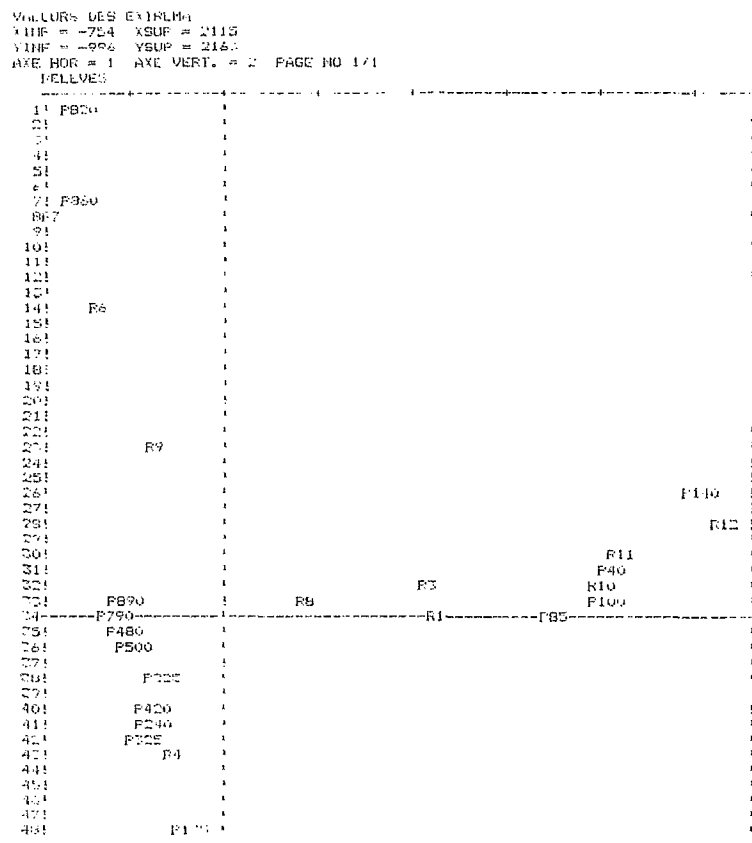 VALEURS DES EXTREMA
XINF = -754 XSUP = 2115
YINF = -996 YSUP =
AXE HOR = 1 AXE VERT. = 2 PAGE NO 1/1
RELEVES
1! P820
2!
3!
4!
5!
6!
7! P860
8R7
9!
10!
11!
12!
13!
14! R6
15!
16!
17!
18!
19!
20!
21!
22!
23! R9
24!
25!
26! P140
27!
28! R12
29!
30! R11
31! P40
32! R3 R10
33! P890 R8 P100
34 P790 R1 P85
35! P480
36! P500
37!
38!
39!
40! P420
41! P240
42! P325
43! R4
44!
45!
46!
47!
48!